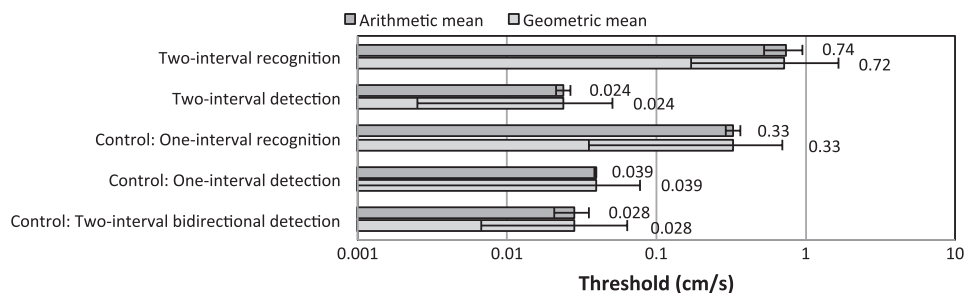 Arithmetic mean Geometric mean
Two-interval recognition 0.74
0.72
Two-interval detection 0.024
0.024
Control: One-interval recognition 0.33
0.33
Control: One-interval detection 0.039
0.039
Control: Two-interval bidirectional detection 0.028
0.028
0.001 0.01 0.1 1 10
Threshold (cm/s)